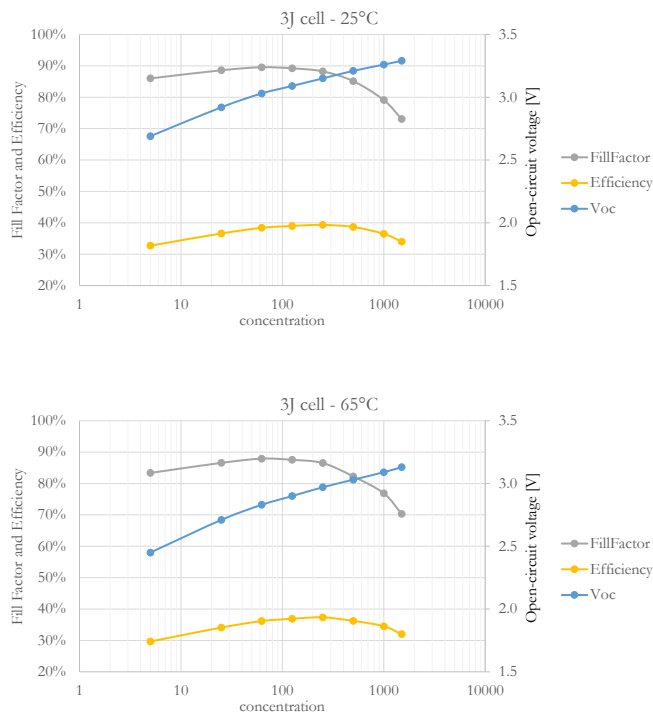 3J cell - 25°C
100%
90%
80%
70%
60%
50%
40%
30%
20%
Fill Factor and Efficiency
3.5
3.0
2.5
2.0
1.5
Open-circuit voltage [V]
1 10 100 1000 10000
concentration
FillFactor
Efficiency
Voc
3J cell - 65°C
100%
90%
80%
70%
60%
50%
40%
30%
20%
Fill Factor and Efficiency
3.5
3.0
2.5
2.0
1.5
Open-circuit voltage [V]
1 10 100 1000 10000
concentration
FillFactor
Efficiency
Voc